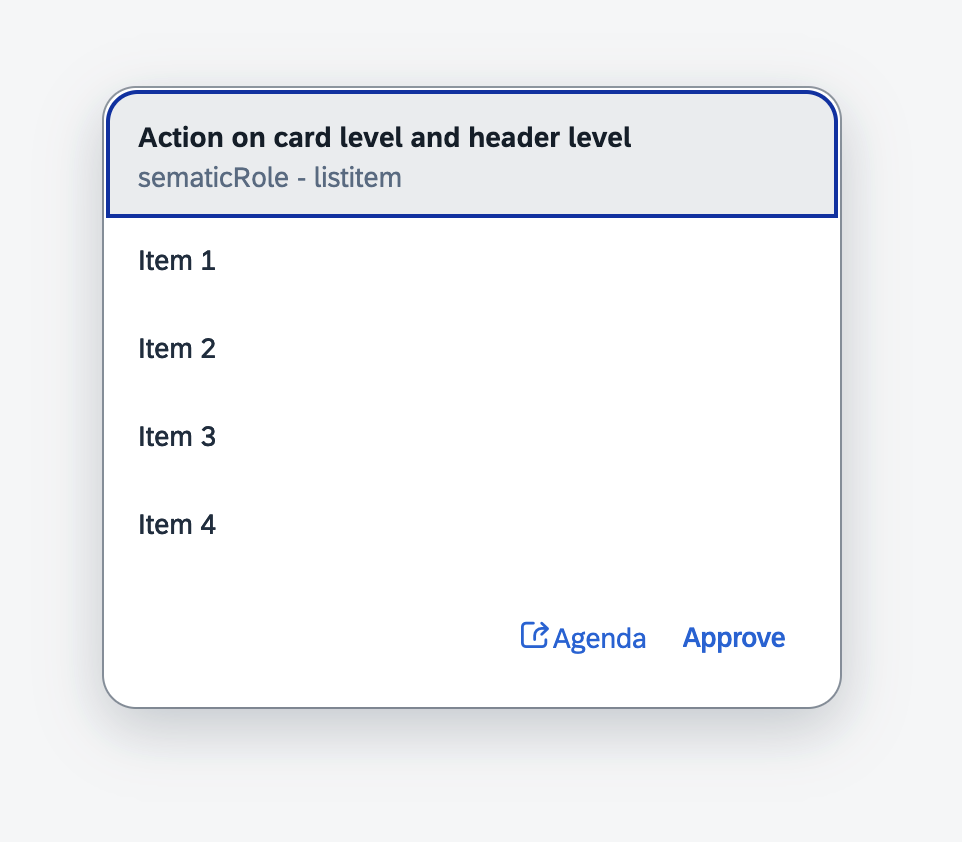 Action on card level and header level
sematicRole - listitem
Item 1
Item 2
Item 3
Item 4
Agenda Approve